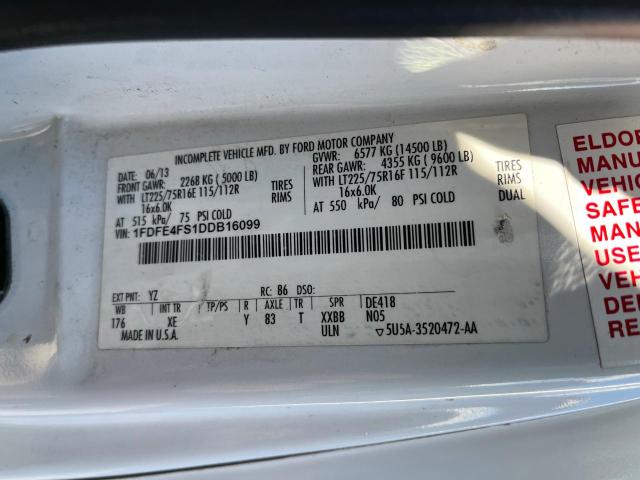 INCOMPLETE VEHICLE MFD. BY FORD MOTOR COMPANY
DATE: 06/13 GVWR: 6577 KG (14500 LB)
FRONT GAWR: 2268 KG ( 5000 LB) REAR GAWR: 4355 KG ( 9600 LB)
WITH LT225/75R16E 115/112R TIRES WITH LT225/75R16F 115/112R TIRES
16x6.0K RIMS 16x6.0K RIMS
AT 515 kPa/ 75 PSI COLD AT 550 kPa/ 80 PSI COLD DUAL
VIN: 1FDFE4FS1DDB16099
EXT PNT: YZ RC: 86 DSO:
WB INT TR TP/PS R AXLE TR SPR DE418
176 XE Y 83 T XXBB N05
MADE IN U.S.A. ULN ▽5U5A-3520472-AA
ELDO
MANU
VEHIC
SAFE
MAN
USE
VEH
DEF
RE